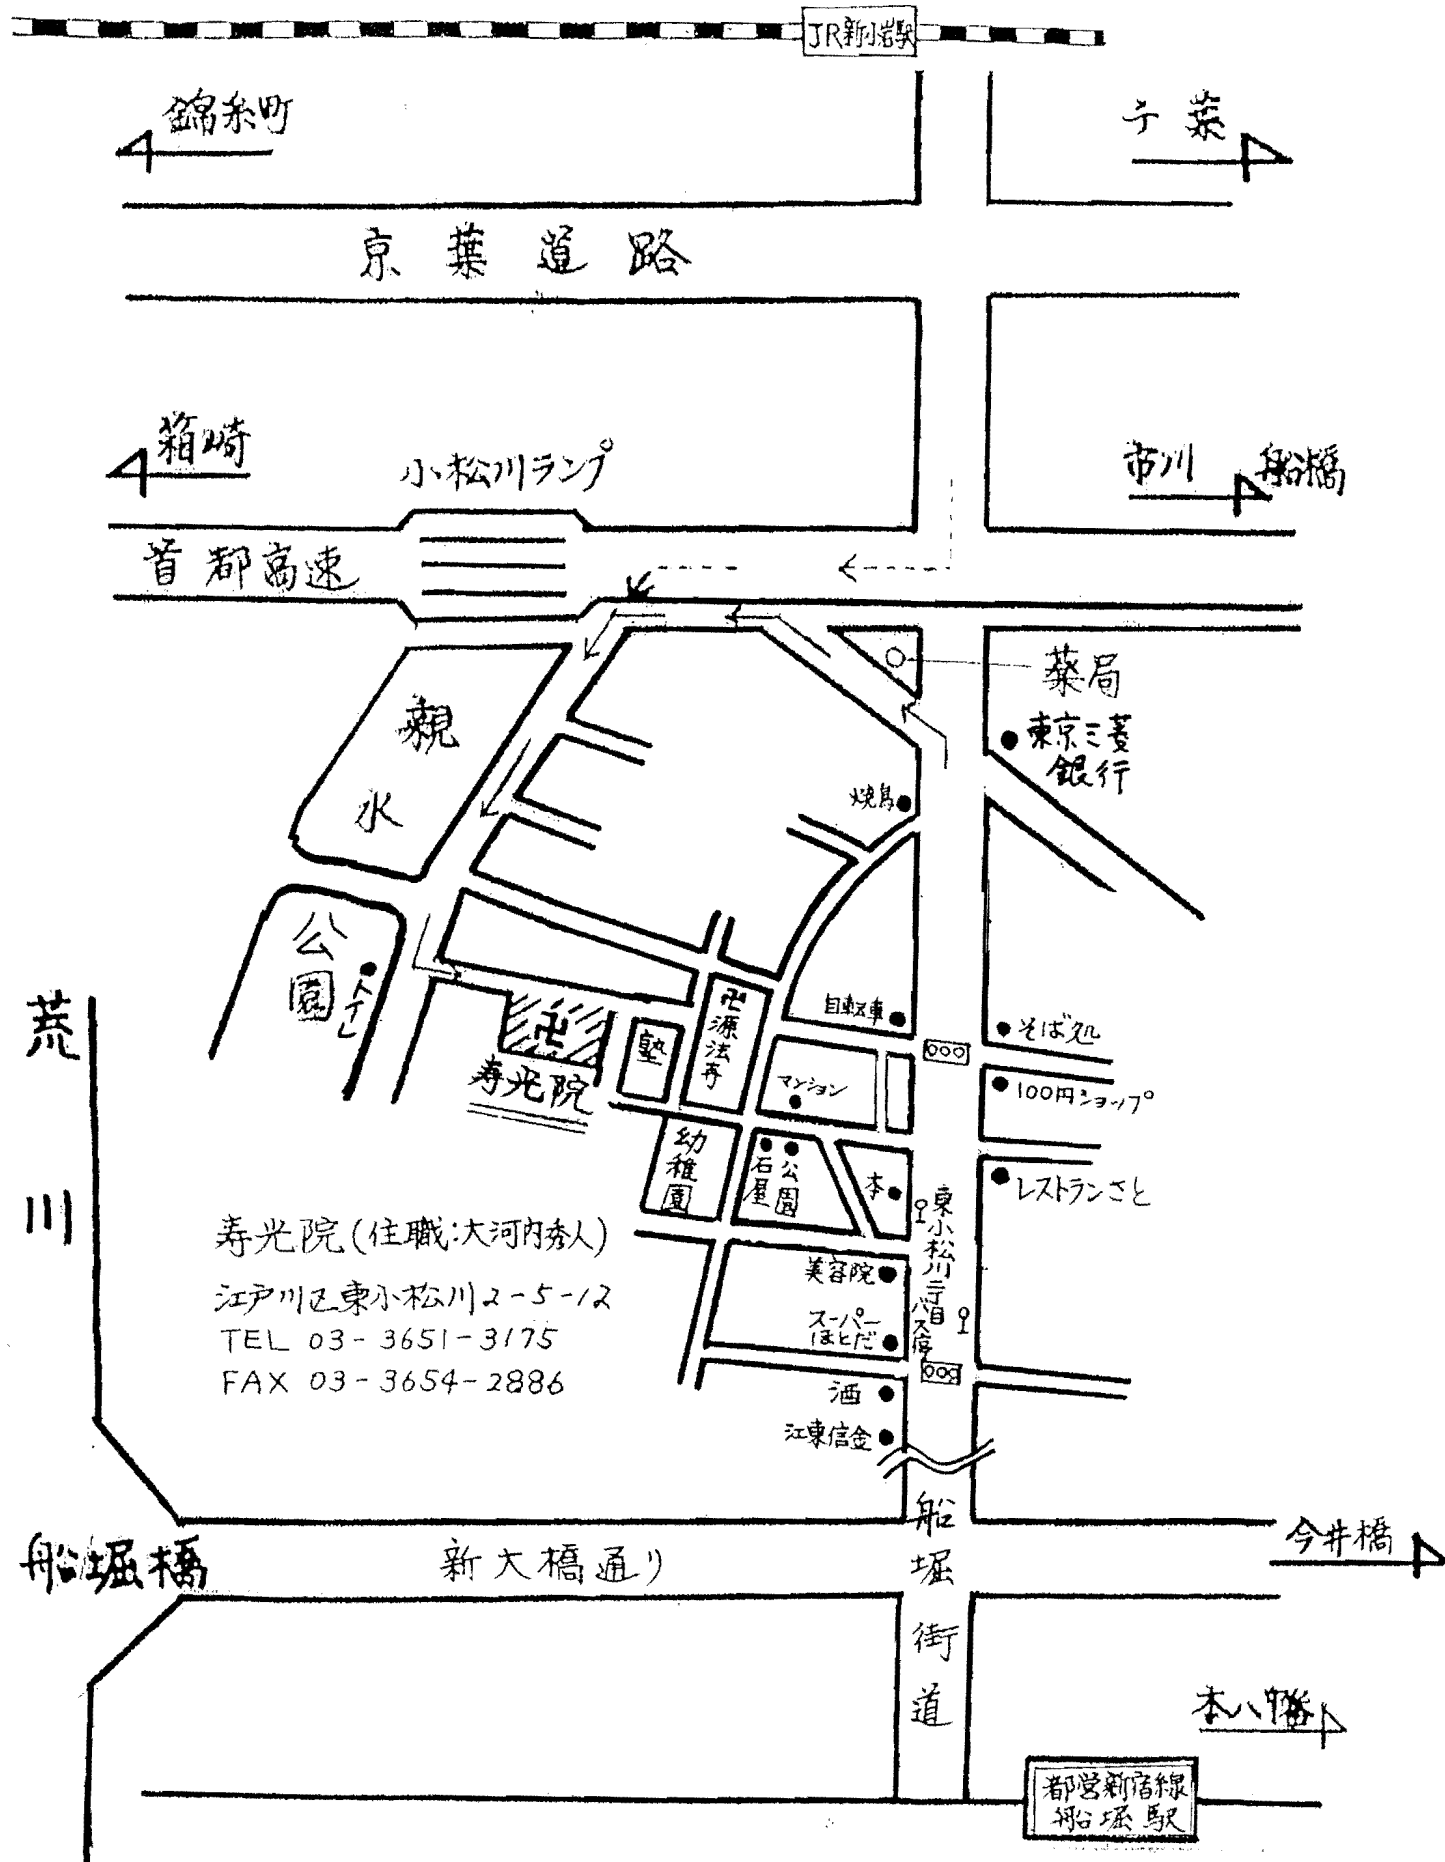 JR新小岩駅
錦糸町
千葉
京葉道路
箱崎
小松川ランプ
市川
船橋
首都高速
薬局
東京三菱
銀行
親水
公園
焼鳥
トイレ
自転車
そば処
卍源法寺
塾
卍
寿光院
マンション
100円ショップ
幼稚園
石屋
公園
本
レストランさと
東小松川二丁目
バス停
美容院
スーパー
ほとだ
酒
江東信金
荒川
寿光院(住職:大河内秀人)
江戸川区東小松川2-5-12
TEL 03-3651-3175
FAX 03-3654-2886
船堀橋
新大橋通り
船堀街道
今井橋
本八幡
都営新宿線
船堀駅